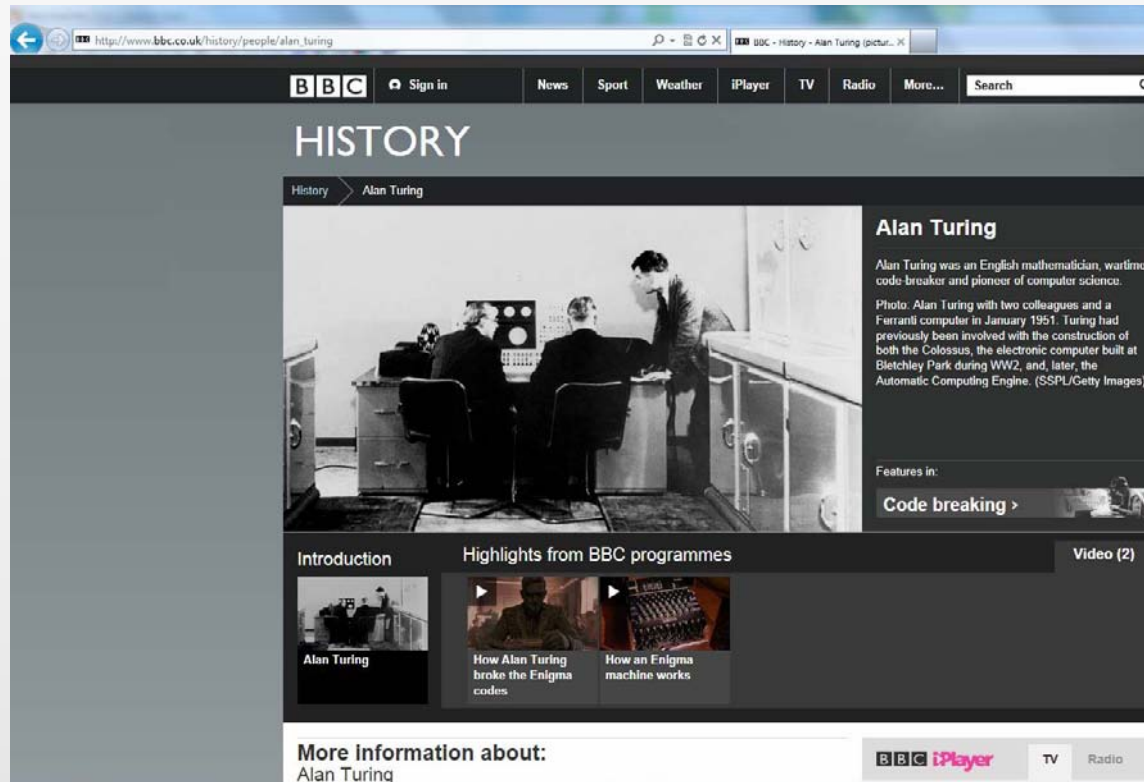 http://www.bbc.co.uk/history/people/alan_turing
BBC - History - Alan Turing (pictur...
BBC
Sign in
News
Sport
Weather
iPlayer
TV
Radio
More...
Search
HISTORY
History
Alan Turing
Alan Turing
Alan Turing was an English mathematician, wartime
code-breaker and pioneer of computer science.
Photo: Alan Turing with two colleagues and a
Ferranti computer in January 1951. Turing had
previously been involved with the construction of
both the Colossus, the electronic computer built at
Bletchley Park during WW2, and, later, the
Automatic Computing Engine. (SSPL/Getty Images)
Features in:
Code breaking ›
Introduction
Highlights from BBC programmes
Video (2)
Alan Turing
How Alan Turing
broke the Enigma
codes
How an Enigma
machine works
More information about:
Alan Turing
BBC iPlayer
TV
Radio